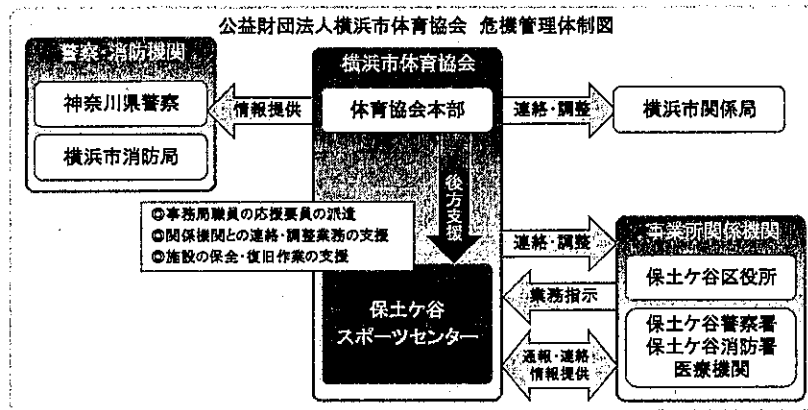 公益財団法人横浜市体育協会 危機管理体制図
警察・消防機関
神奈川県警察
横浜市消防局
情報提供
横浜市体育協会
体育協会本部
連絡・調整
横浜市関係局
後方支援
◎事務局職員の応援要員の派遣
◎関係機関との連絡・調整業務の支援
◎施設の保全・復旧作業の支援
保土ケ谷
スポーツセンター
連絡・調整
業務指示
通報・連絡
情報提供
事業所関係機関
保土ケ谷区役所
保土ケ谷警察署
保土ケ谷消防署
医療機関